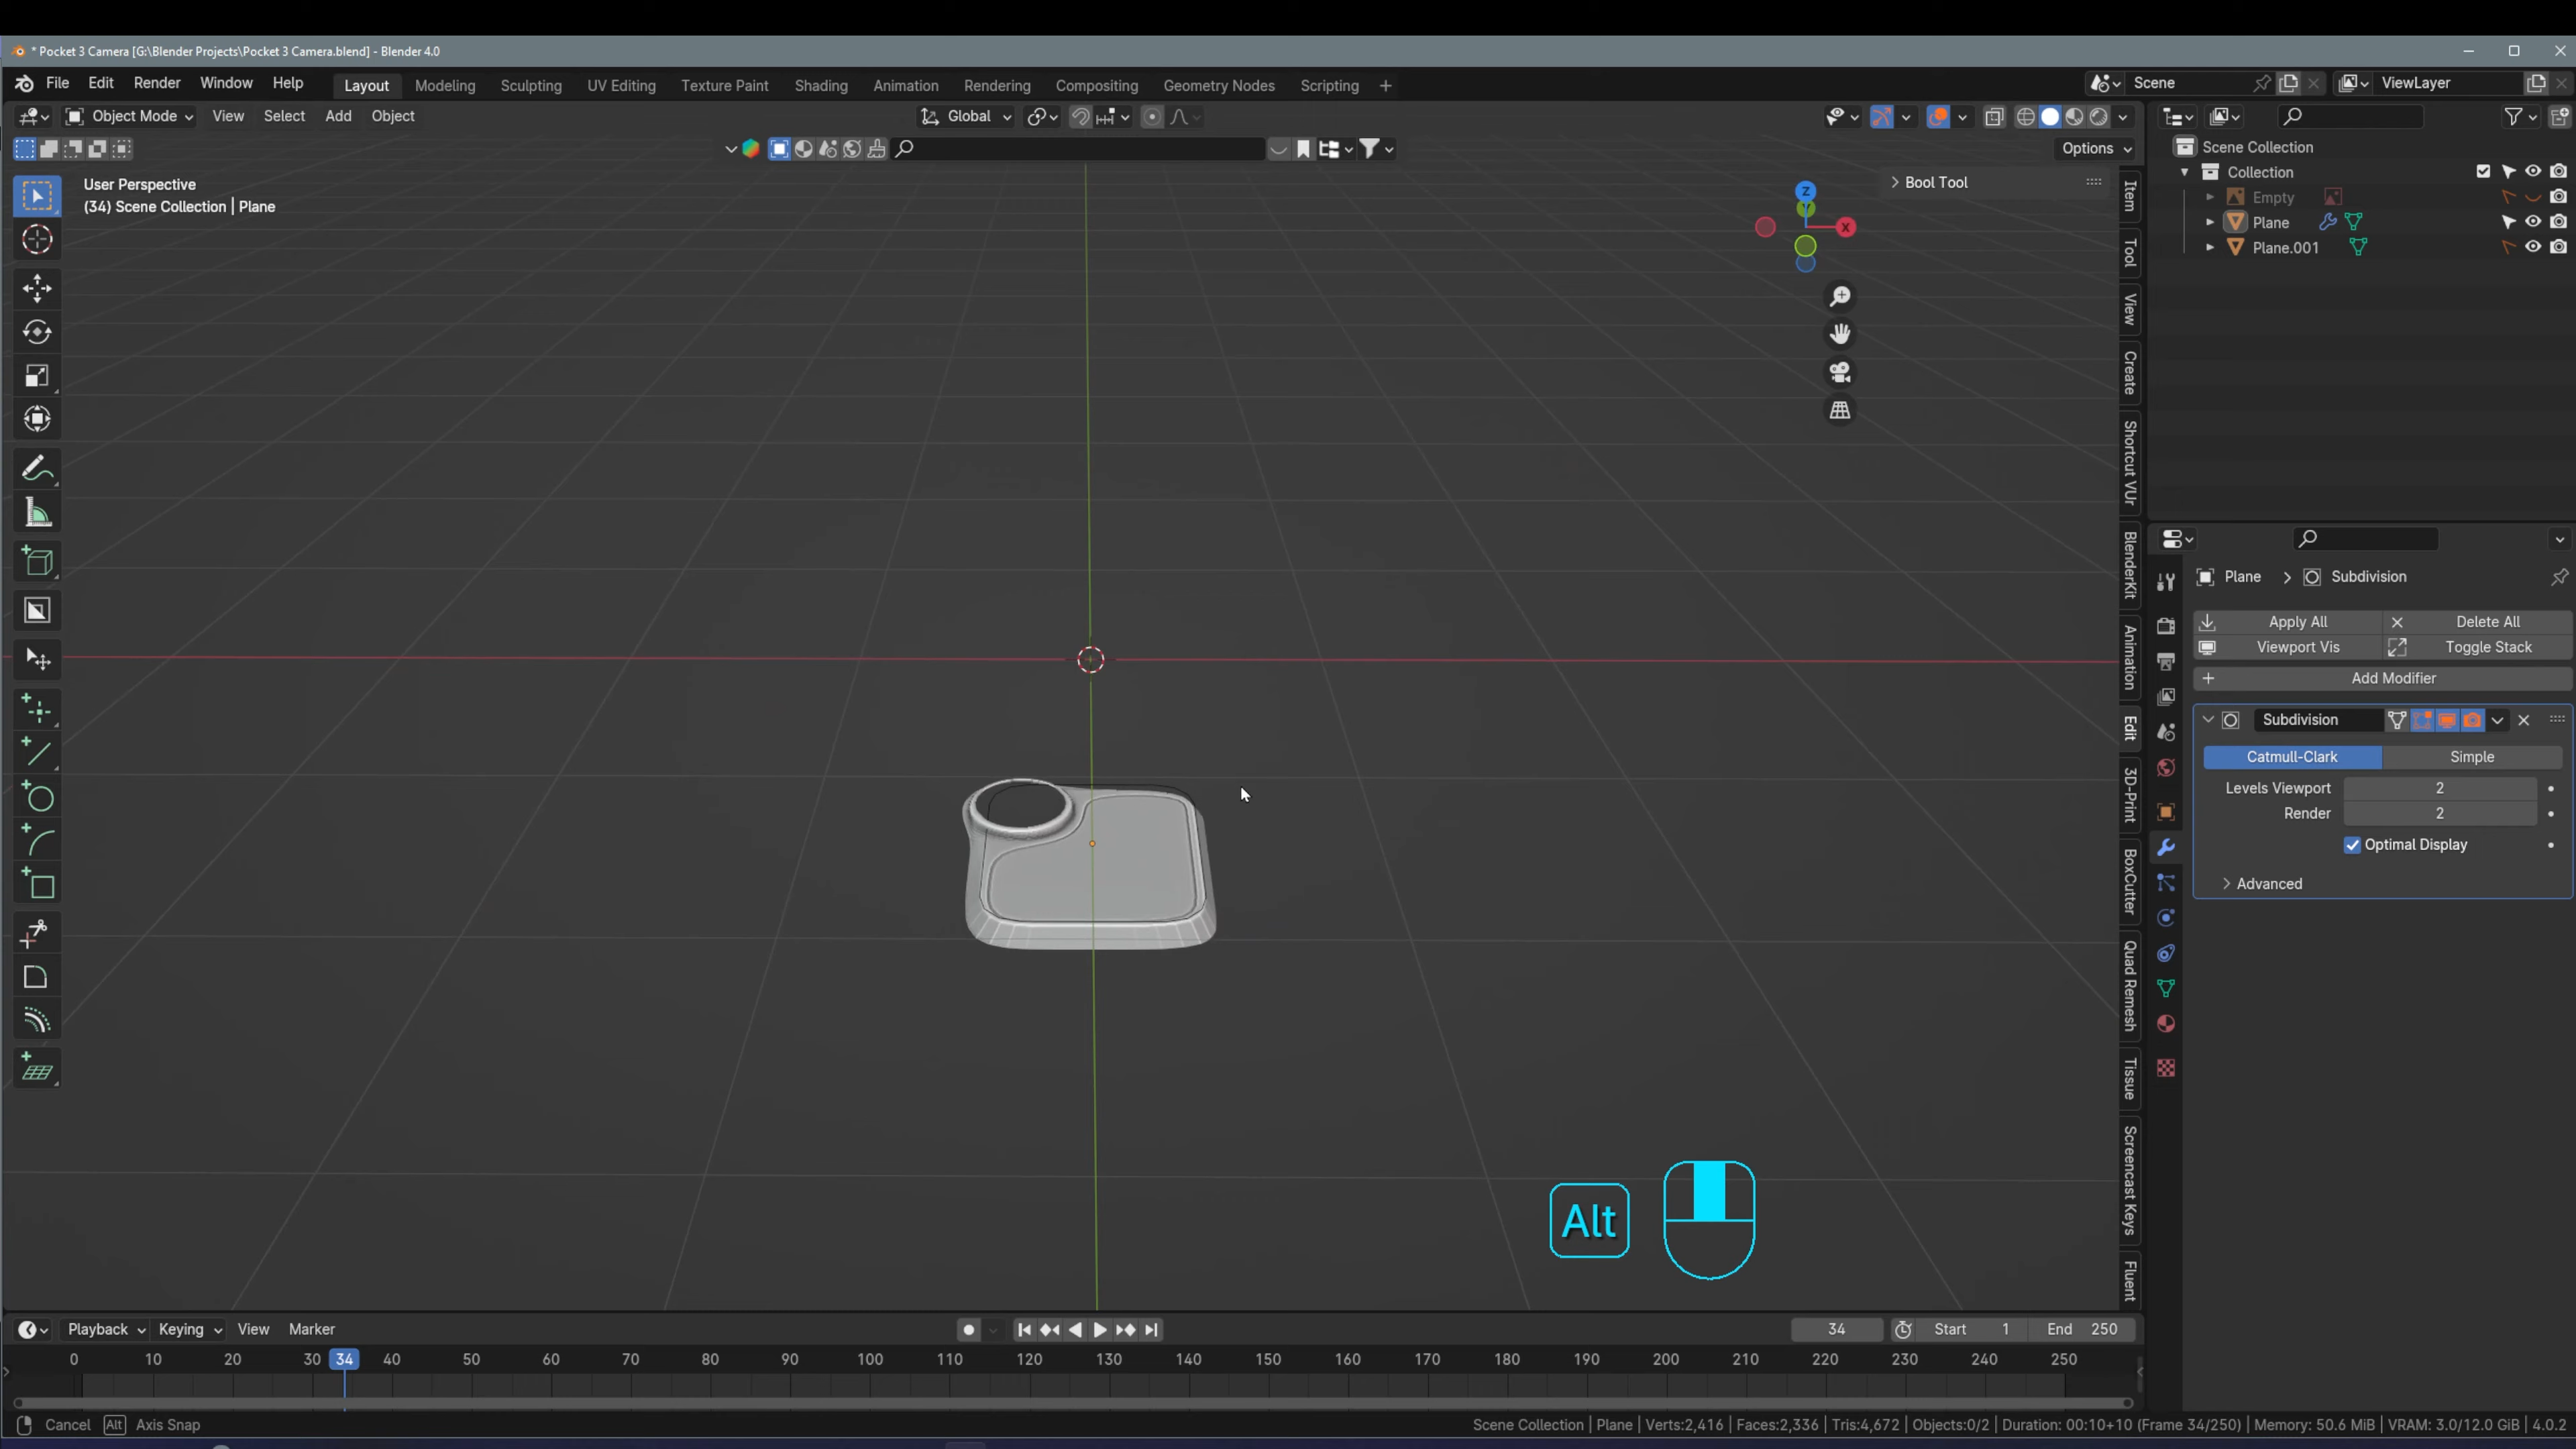 * Pocket 3 Camera [G:\Blender Projects\Pocket 3 Camera.blend] - Blender 4.0
File Edit Render Window Help Layout Modeling Sculpting UV Editing Texture Paint Shading Animation Rendering Compositing Geometry Nodes Scripting + Scene ViewLayer
Object Mode View Select Add Object Global
Options
User Perspective
(34) Scene Collection | Plane
Bool Tool
Z
X
Item
Tool
View
Create
Shortcut VUr
BlenderKit
Animation
Edit
3D-Print
BoxCutter
Quad Remesh
Tissue
Screencast Keys
Fluent
Scene Collection
Collection
Empty
Plane
Plane.001
Plane > Subdivision
Apply All Delete All
Viewport Vis Toggle Stack
Add Modifier
Subdivision
Catmull-Clark Simple
Levels Viewport 2
Render 2
Optimal Display
Advanced
Alt
Playback Keying View Marker 34 Start 1 End 250
0 10 20 30 34 40 50 60 70 80 90 100 110 120 130 140 150 160 170 180 190 200 210 220 230 240 250
Cancel Alt Axis Snap Scene Collection | Plane | Verts:2,416 | Faces:2,336 | Tris:4,672 | Objects:0/2 | Duration: 00:10+10 (Frame 34/250) | Memory: 50.6 MiB | VRAM: 3.0/12.0 GiB | 4.0.2